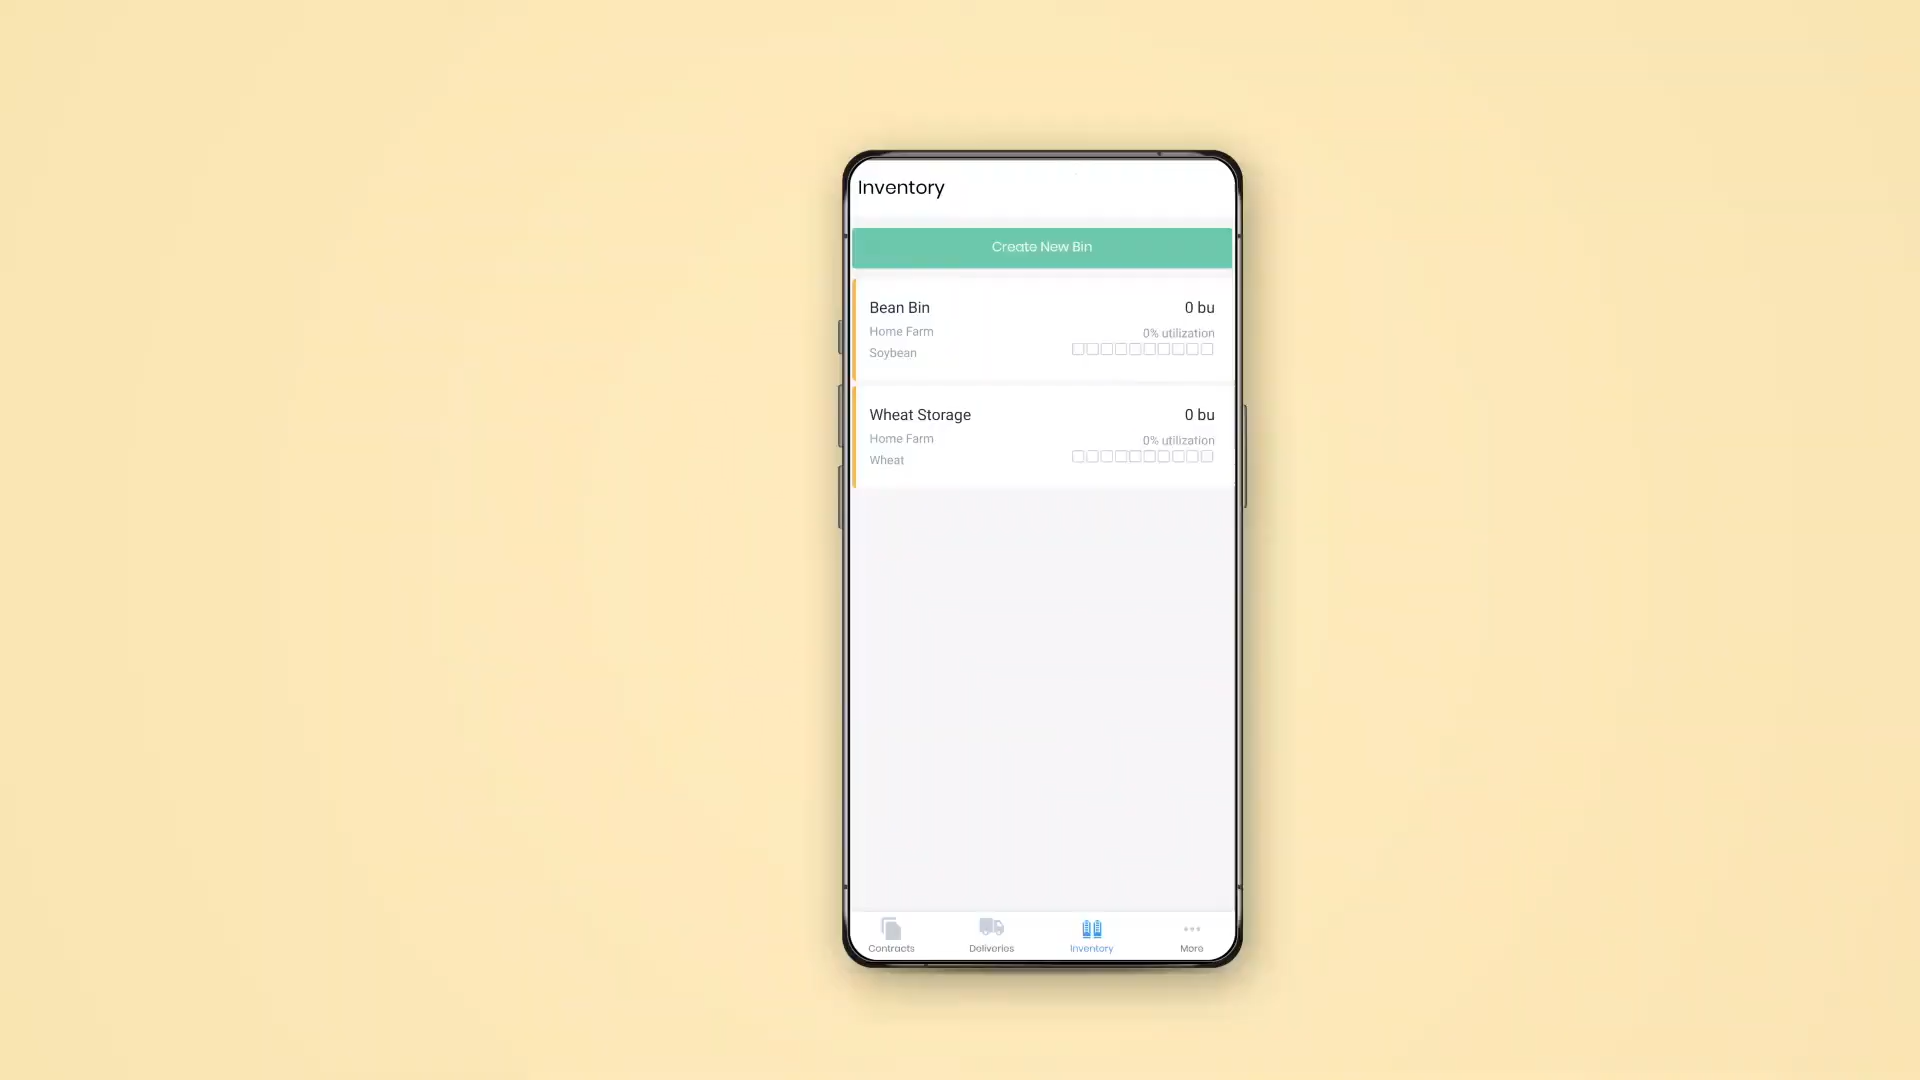 Inventory
Create New Bin
Bean Bin
0 bu
Home Farm
0% utilization
Soybean
Wheat Storage
0 bu
Home Farm
0% utilization
Wheat
Contracts
Deliveries
Inventory
More